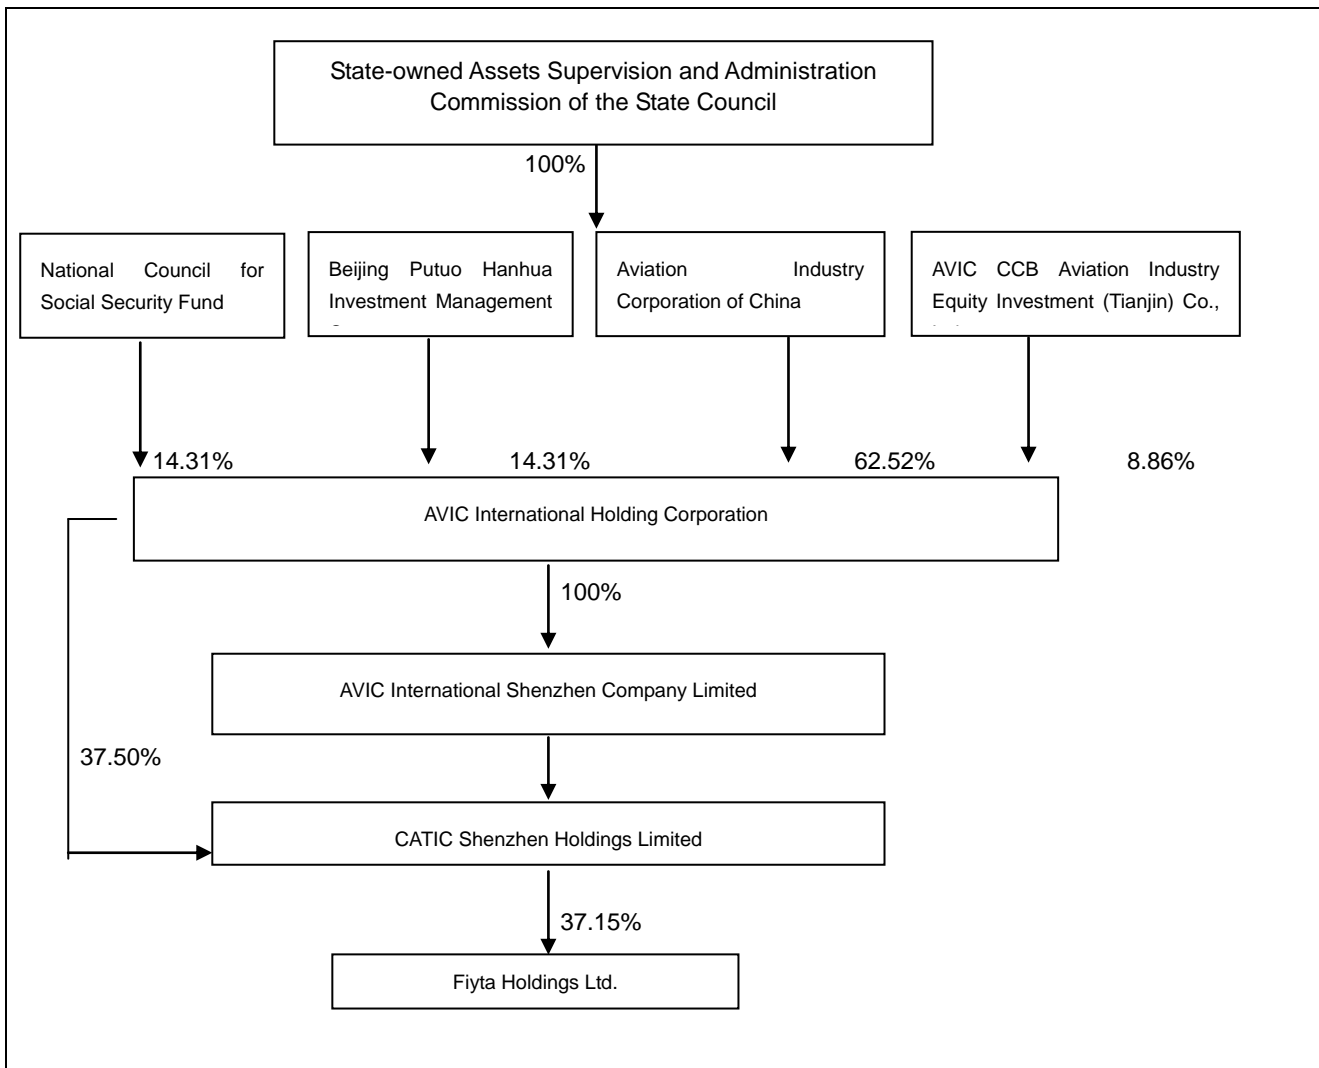 State-owned Assets Supervision and Administration
Commission of the State Council
100%
National Council for
Social Security Fund
Beijing Putuo Hanhua
Investment Management
Aviation Industry
Corporation of China
AVIC CCB Aviation Industry
Equity Investment (Tianjin) Co.,
14.31%
14.31%
62.52%
8.86%
AVIC International Holding Corporation
100%
AVIC International Shenzhen Company Limited
37.50%
CATIC Shenzhen Holdings Limited
37.15%
Fiyta Holdings Ltd.